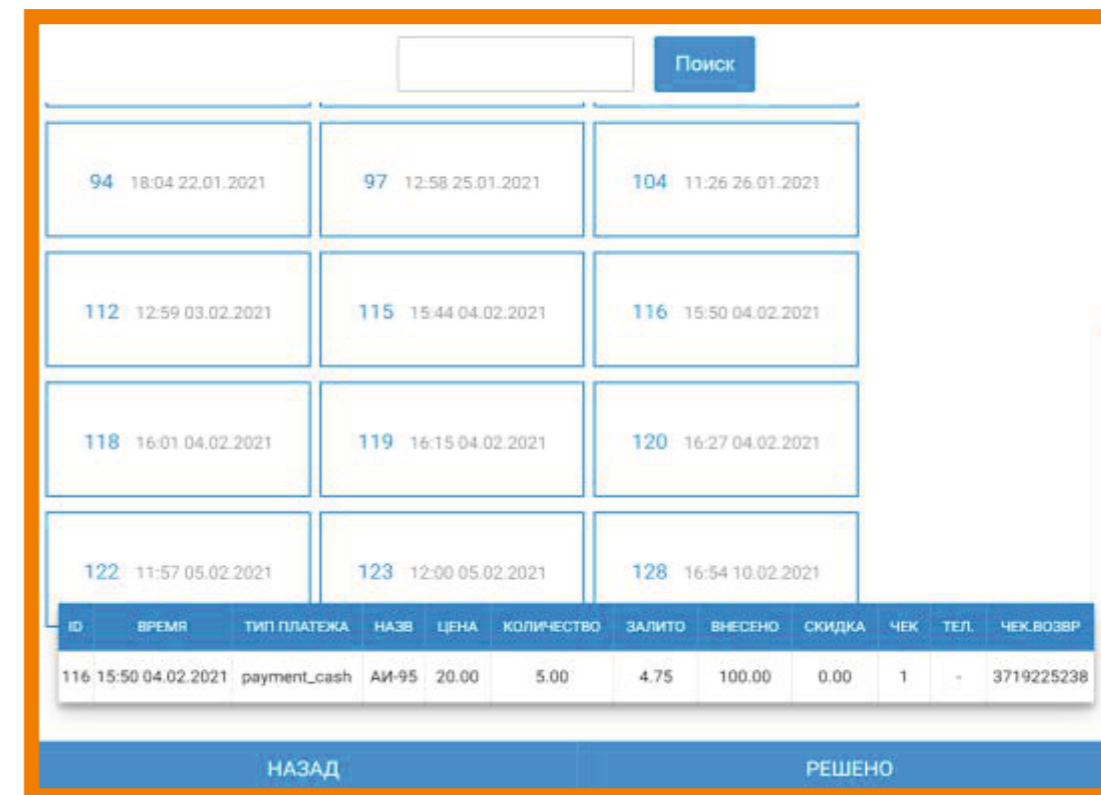 Поиск
94 18:04 22.01.2021 97 12:58 25.01.2021 104 11:26 26.01.2021
112 12:59 03.02.2021 115 15:44 04.02.2021 116 15:50 04.02.2021
118 16:01 04.02.2021 119 16:15 04.02.2021 120 16:27 04.02.2021
122 11:57 05.02.2021 123 12:00 05.02.2021 128 16:54 10.02.2021
ID ВРЕМЯ ТИП ПЛАТЕЖА НАЗВ ЦЕНА КОЛИЧЕСТВО ЗАЛИТО ВНЕСЕНО СКИДКА ЧЕК ТЕЛ. ЧЕК.ВОЗВР
116 15:50 04.02.2021 payment_cash АИ-95 20.00 5.00 4.75 100.00 0.00 1 - 3719225238
НАЗАД РЕШЕНО